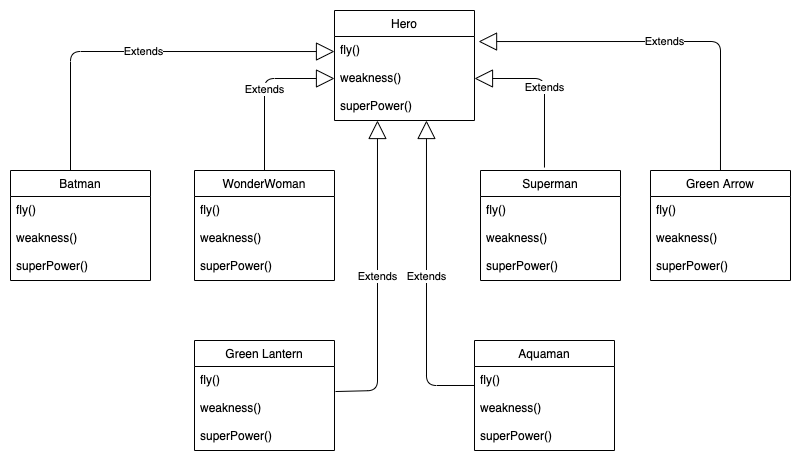 Hero
fly()
weakness()
superPower()
Extends
Extends
Extends
Extends
Batman
fly()
weakness()
superPower()
WonderWoman
fly()
weakness()
superPower()
Superman
fly()
weakness()
superPower()
Green Arrow
fly()
weakness()
superPower()
Extends
Extends
Green Lantern
fly()
weakness()
superPower()
Aquaman
fly()
weakness()
superPower()